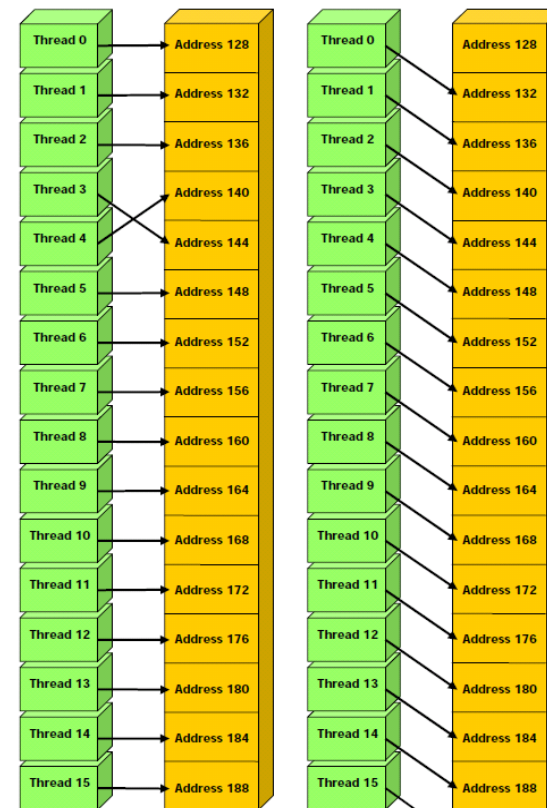 Thread 0
Address 128
Thread 1
Address 132
Thread 2
Address 136
Thread 3
Address 140
Thread 4
Address 144
Thread 5
Address 148
Thread 6
Address 152
Thread 7
Address 156
Thread 8
Address 160
Thread 9
Address 164
Thread 10
Address 168
Thread 11
Address 172
Thread 12
Address 176
Thread 13
Address 180
Thread 14
Address 184
Thread 15
Address 188
Thread 0
Address 128
Thread 1
Address 132
Thread 2
Address 136
Thread 3
Address 140
Thread 4
Address 144
Thread 5
Address 148
Thread 6
Address 152
Thread 7
Address 156
Thread 8
Address 160
Thread 9
Address 164
Thread 10
Address 168
Thread 11
Address 172
Thread 12
Address 176
Thread 13
Address 180
Thread 14
Address 184
Thread 15
Address 188